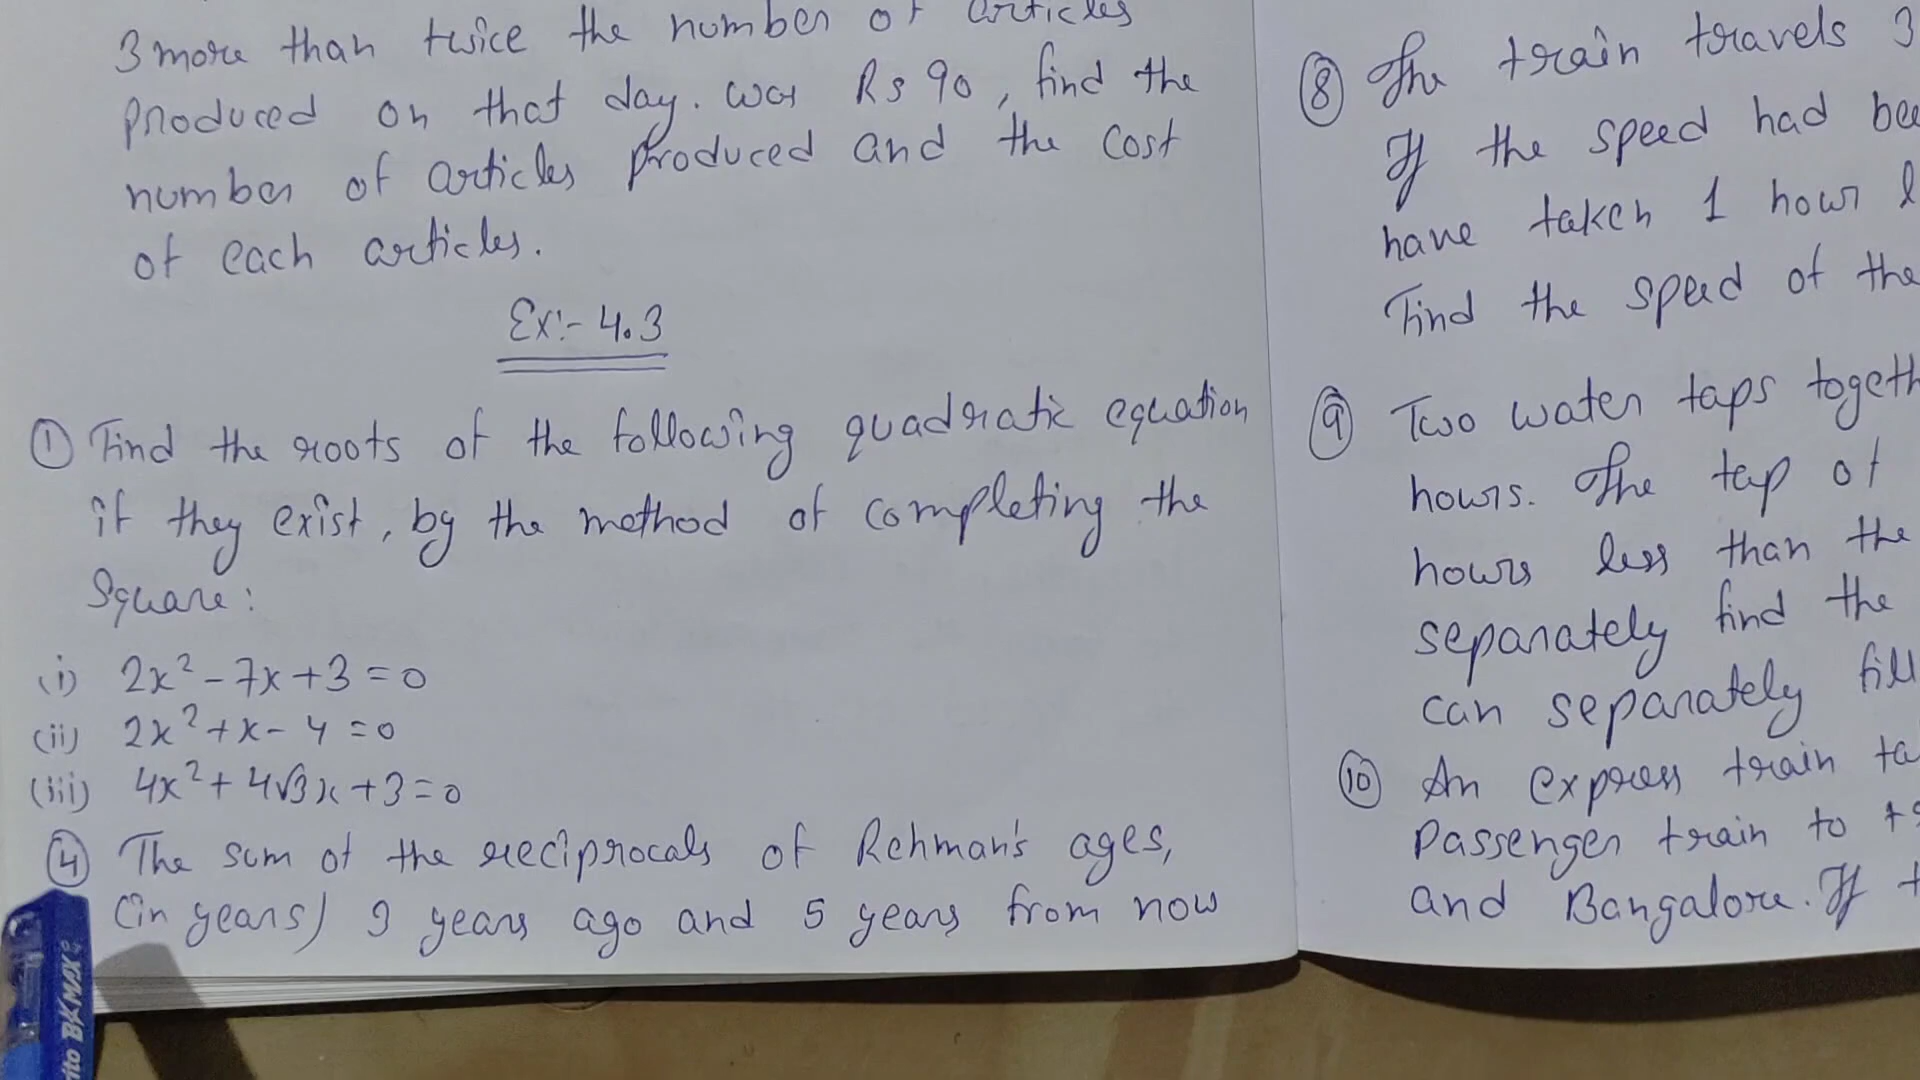 3 more than twice the number of articles
produced on that day. was Rs 90, find the
number of articles produced and the cost
of each articles.
Ex:- 4.3
① Find the roots of the following quadratic equation
if they exist, by the method of completing the
Square:
(i) 2x² - 7x + 3 = 0
(ii) 2x² + x - 4 = 0
(iii) 4x² + 4√3x + 3 = 0
④ The sum of the reciprocals of Rehman's ages,
(in years) 3 years ago and 5 years from now
⑧ The train travels 3
If the speed had bee
have taken 1 hour l
Find the speed of the
⑨ Two water taps togeth
hours. The tap of
hours less than the
separately find the
can separately fill
⑩ An express train ta
Passenger train to
and Bangalore. If t
BKMAX